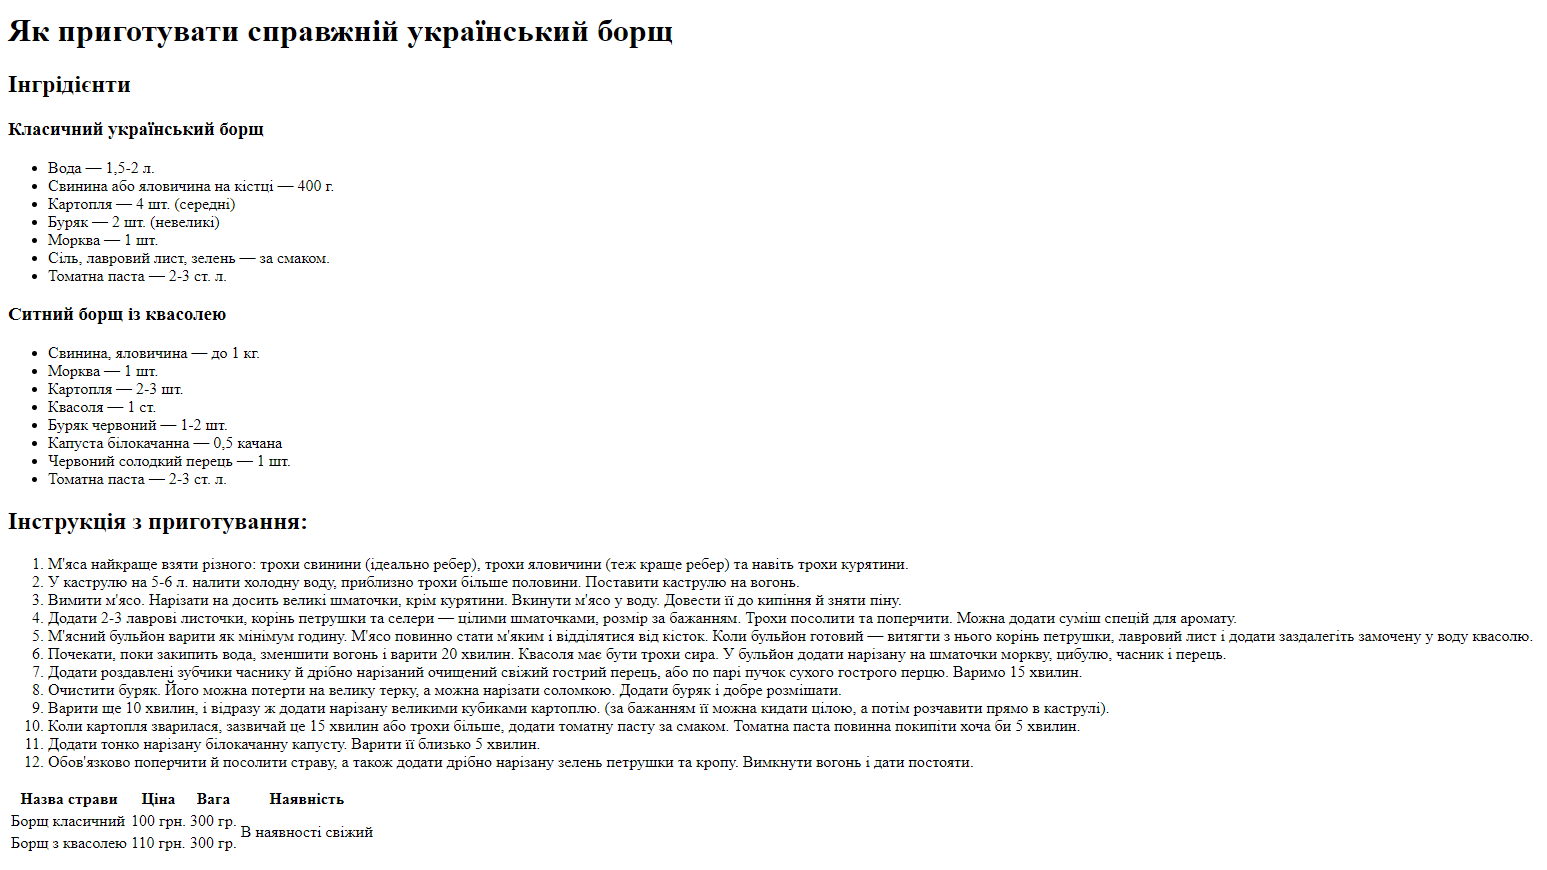 Як приготувати справжній український борщ
Інгрідієнти
Класичний український борщ
Вода — 1,5-2 л.
Свинина або яловичина на кістці — 400 г.
Картопля — 4 шт. (середні)
Буряк — 2 шт. (невеликі)
Морква — 1 шт.
Сіль, лавровий лист, зелень — за смаком.
Томатна паста — 2-3 ст. л.
Ситний борщ із квасолею
Свинина, яловичина — до 1 кг.
Морква — 1 шт.
Картопля — 2-3 шт.
Квасоля — 1 ст.
Буряк червоний — 1-2 шт.
Капуста білокачанна — 0,5 качана
Червоний солодкий перець — 1 шт.
Томатна паста — 2-3 ст. л.
Інструкція з приготування:
1. М'яса найкраще взяти різного: трохи свинини (ідеально ребер), трохи яловичини (теж краще ребер) та навіть трохи курятини.
2. У каструлю на 5-6 л. налити холодну воду, приблизно трохи більше половини. Поставити каструлю на вогонь.
3. Вимити м'ясо. Нарізати на досить великі шматочки, крім курятини. Вкинути м'ясо у воду. Довести її до кипіння й зняти піну.
4. Додати 2-3 лаврові листочки, корінь петрушки та селери — цілими шматочками, розмір за бажанням. Трохи посолити та поперчити. Можна додати суміш спецій для аромату.
5. М'ясний бульйон варити як мінімум годину. М'ясо повинно стати м'яким і відділятися від кісток. Коли бульйон готовий — витягти з нього корінь петрушки, лавровий лист і додати заздалегіть замочену у воду квасолю.
6. Почекати, поки закипить вода, зменшити вогонь і варити 20 хвилин. Квасоля має бути трохи сира. У бульйон додати нарізану на шматочки моркву, цибулю, часник і перець.
7. Додати роздавлені зубчики часнику й дрібно нарізаний очищений свіжий гострий перець, або по парі пучок сухого гострого перцю. Варимо 15 хвилин.
8. Очистити буряк. Його можна потерти на велику терку, а можна нарізати соломкою. Додати буряк і добре розмішати.
9. Варити ще 10 хвилин, і відразу ж додати нарізану великими кубиками картоплю. (за бажанням її можна кидати цілою, а потім розчавити прямо в каструлі).
10. Коли картопля зварилася, зазвичай це 15 хвилин або трохи більше, додати томатну пасту за смаком. Томатна паста повинна покипіти хоча би 5 хвилин.
11. Додати тонко нарізану білокачанну капусту. Варити її близько 5 хвилин.
12. Обов'язково поперчити й посолити страву, а також додати дрібно нарізану зелень петрушки та кропу. Вимкнути вогонь і дати постояти.
Назва страви Ціна Вага Наявність
Борщ класичний 100 грн. 300 гр.
В наявності свіжий
Борщ з квасолею 110 грн. 300 гр.